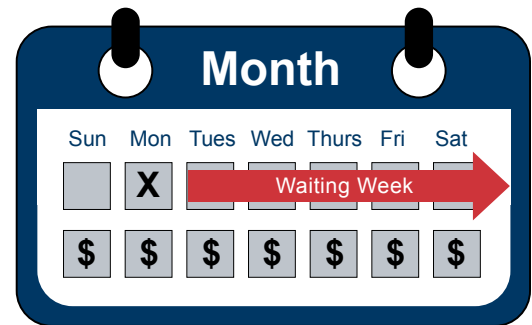 Month
Sun Mon Tues Wed Thurs Fri Sat
X Waiting Week
$ $ $ $ $ $ $